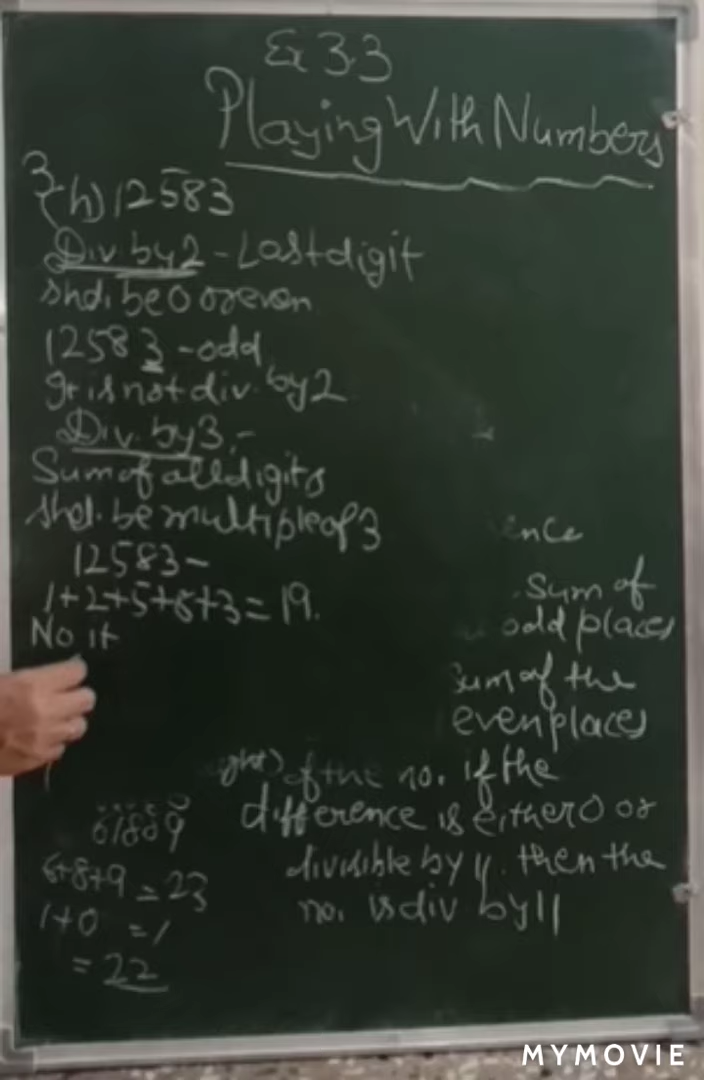 Ex 3.3
Playing With Numbers
3
(h) 12583
Div. by 2 - Last digit
shd. be 0 or even
12583 - odd
It is not div. by 2
Div. by 3 -
Sum of all digits
shd. be multiple of 3
12583 -
1+2+5+8+3 = 19.
No it
ence
Sum of
odd places
Sum of the
even places
ght) of the no. if the
difference is either 0 or
divisible by 11. then the
no. is div. by 11
61809
6+8+9 = 23
1+0 = 1
= 22
MYMOVIE